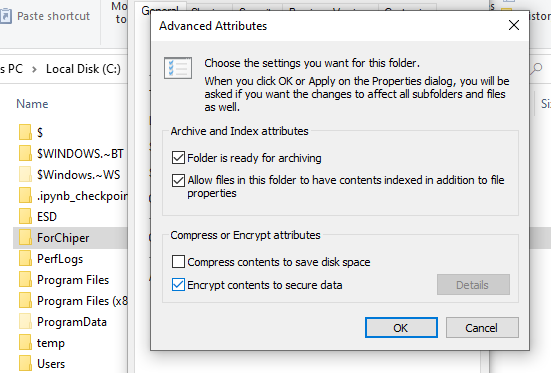 Paste shortcut
to
General
Advanced Attributes
Choose the settings you want for this folder.
When you click OK or Apply on the Properties dialog, you will be
asked if you want the changes to affect all subfolders and files
as well.
Archive and Index attributes
Folder is ready for archiving
Allow files in this folder to have contents indexed in addition to file
properties
Compress or Encrypt attributes
Compress contents to save disk space
Encrypt contents to secure data
Details
OK
Cancel
s PC
Local Disk (C:)
Name
$
$WINDOWS.~BT
$Windows.~WS
.ipynb_checkpoin
ESD
ForChiper
PerfLogs
Program Files
Program Files (x8
ProgramData
temp
Users